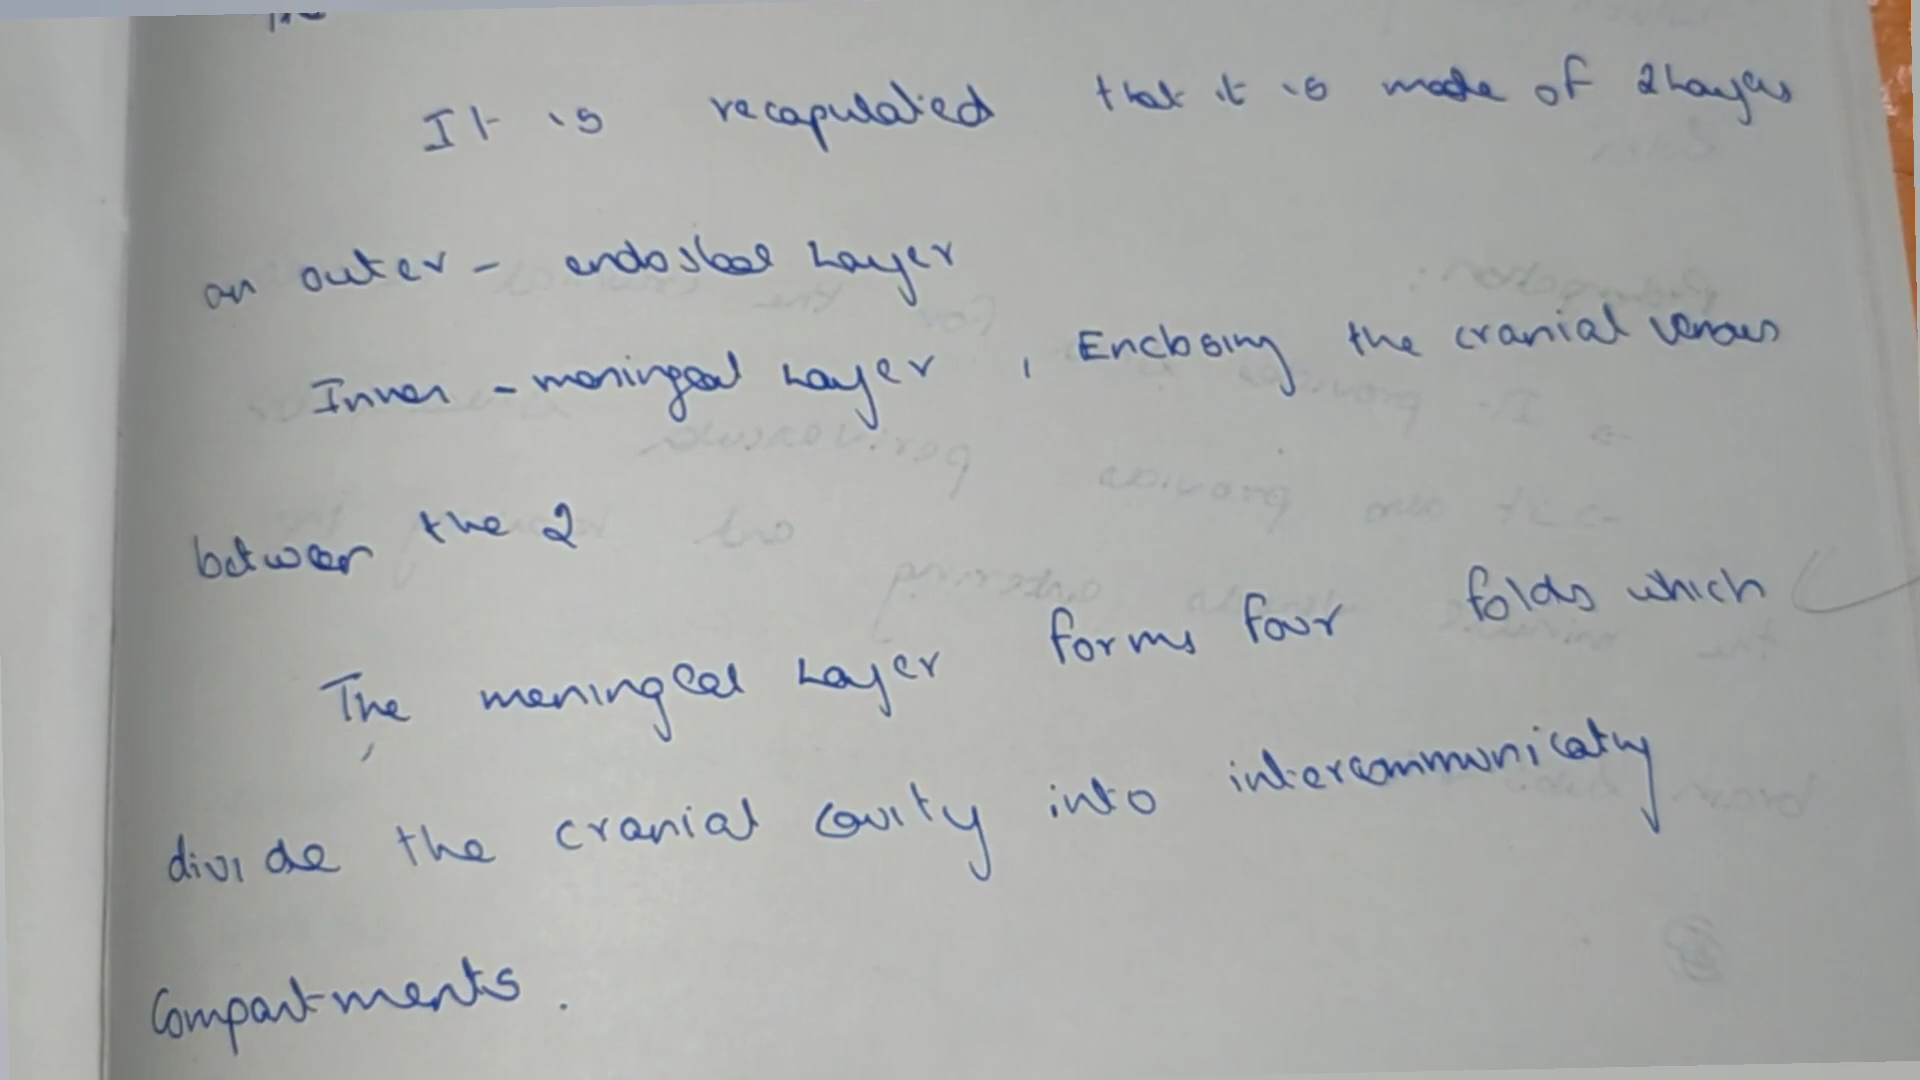 It is recapulated that it is made of 2 Layers
an outer - endosteal Layer
Inner - meningeal Layer, Enclosing the cranial venous
between the 2
The meningeal Layer forms four folds which
divide the cranial cavity into intercommunicating
Compartments.